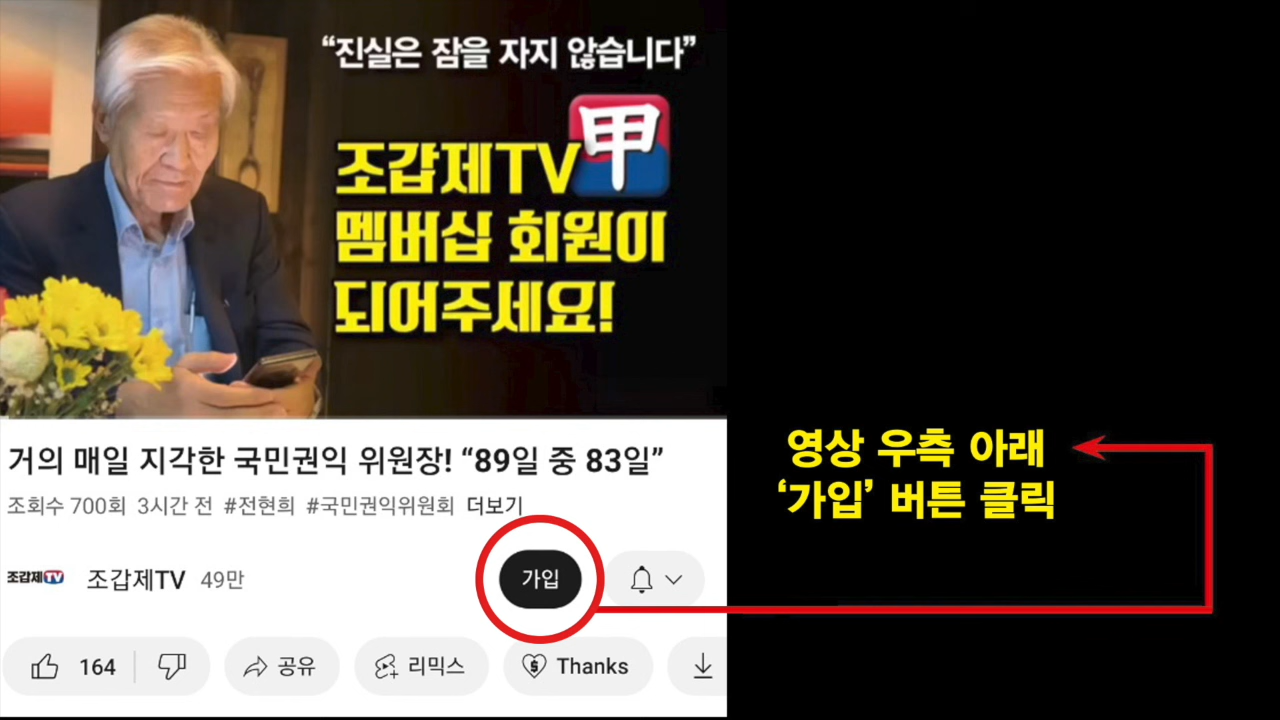 “진실은 잠을 자지 않습니다”
조갑제TV 甲
멤버십 회원이
되어주세요!
거의 매일 지각한 국민권익 위원장! “89일 중 83일”
조회수 700회 3시간 전 #전현희 #국민권익위원회 더보기
조갑제TV 조갑제TV 49만 가입
164 공유 리믹스 Thanks
영상 우측 아래
‘가입’ 버튼 클릭